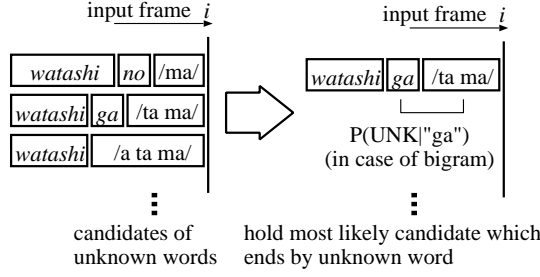 input frame i
watashi no /ma/
watashi ga /ta ma/
watashi /a ta ma/
candidates of
unknown words
input frame i
watashi ga /ta ma/
P(UNK|"ga")
(in case of bigram)
hold most likely candidate which
ends by unknown word